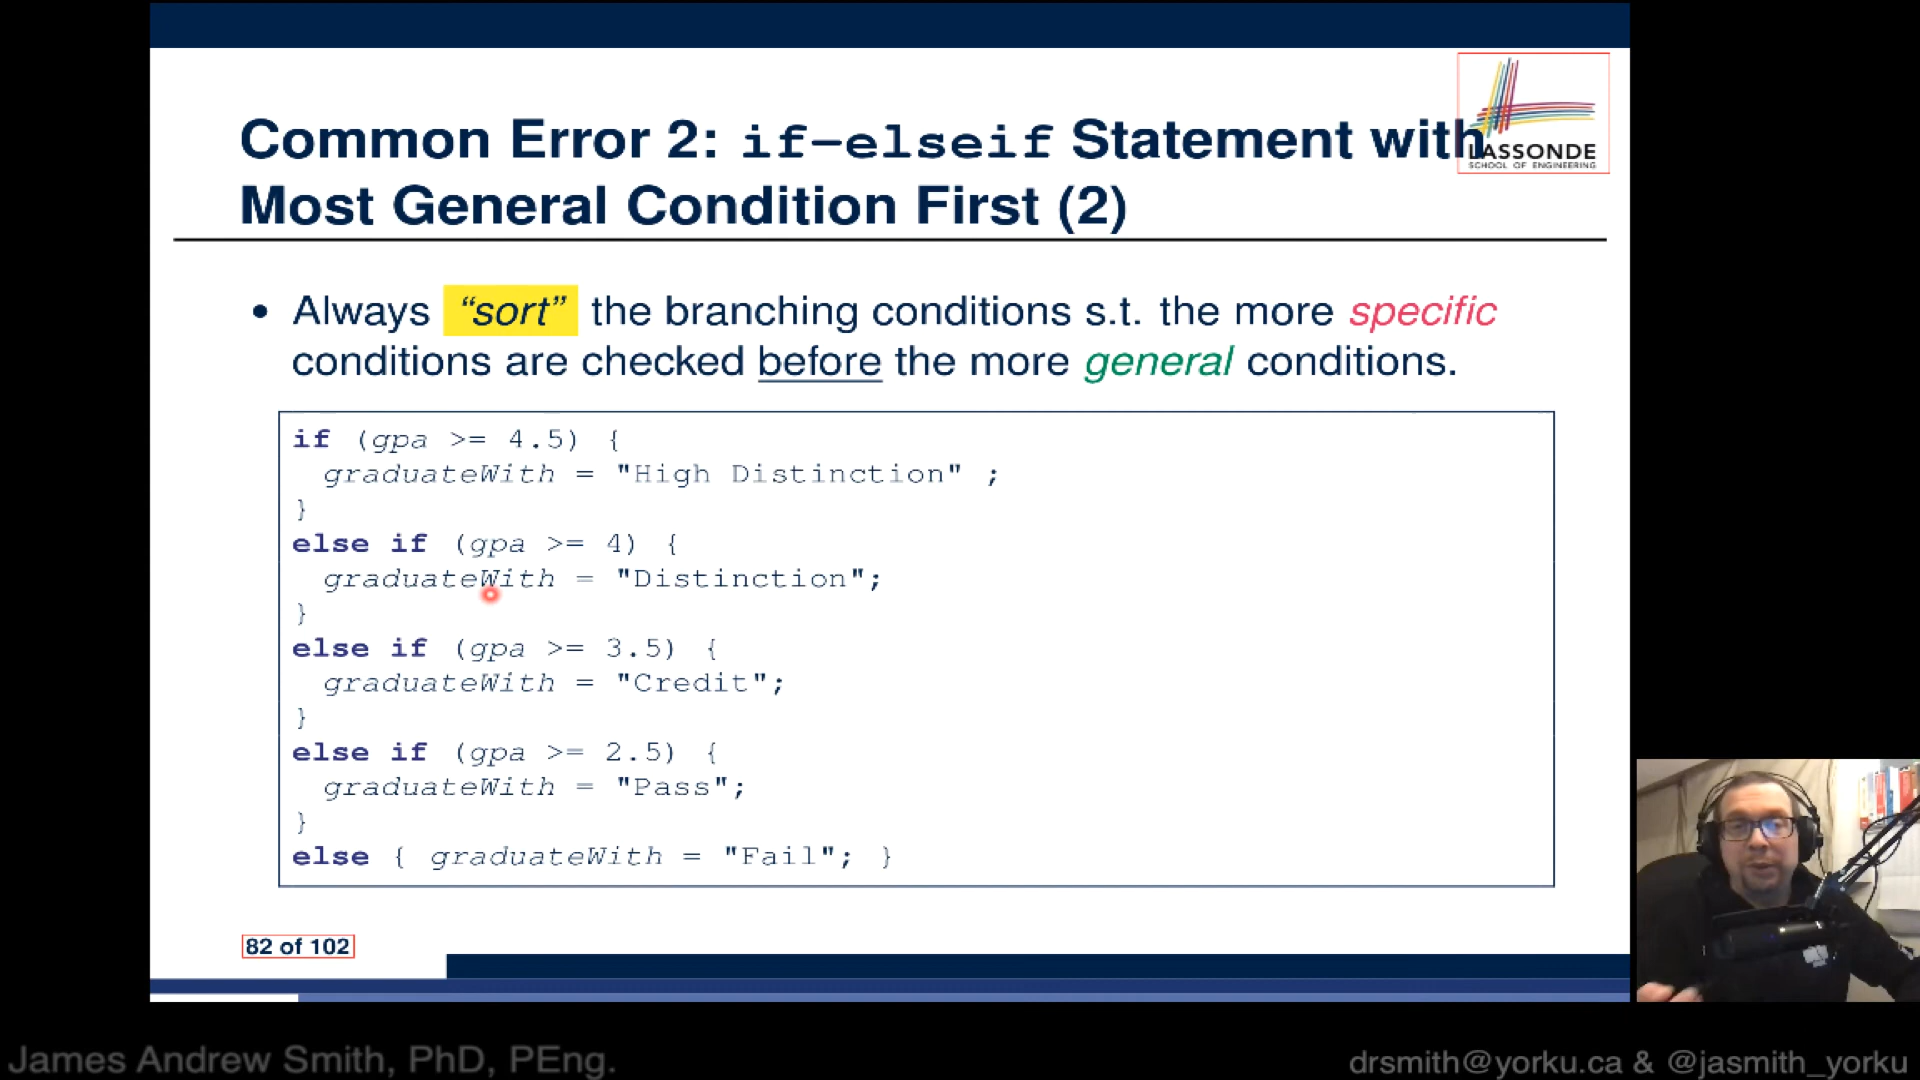 Common Error 2: if-elseif Statement with
Most General Condition First (2)
LASSONDE
SCHOOL OF ENGINEERING
• Always “sort” the branching conditions s.t. the more specific
conditions are checked before the more general conditions.
if (gpa >= 4.5) {
graduateWith = "High Distinction" ;
}
else if (gpa >= 4) {
graduateWith = "Distinction";
}
else if (gpa >= 3.5) {
graduateWith = "Credit";
}
else if (gpa >= 2.5) {
graduateWith = "Pass";
}
else { graduateWith = "Fail"; }
82 of 102
James Andrew Smith, PhD, PEng.
drsmith@yorku.ca & @jasmith_yorku